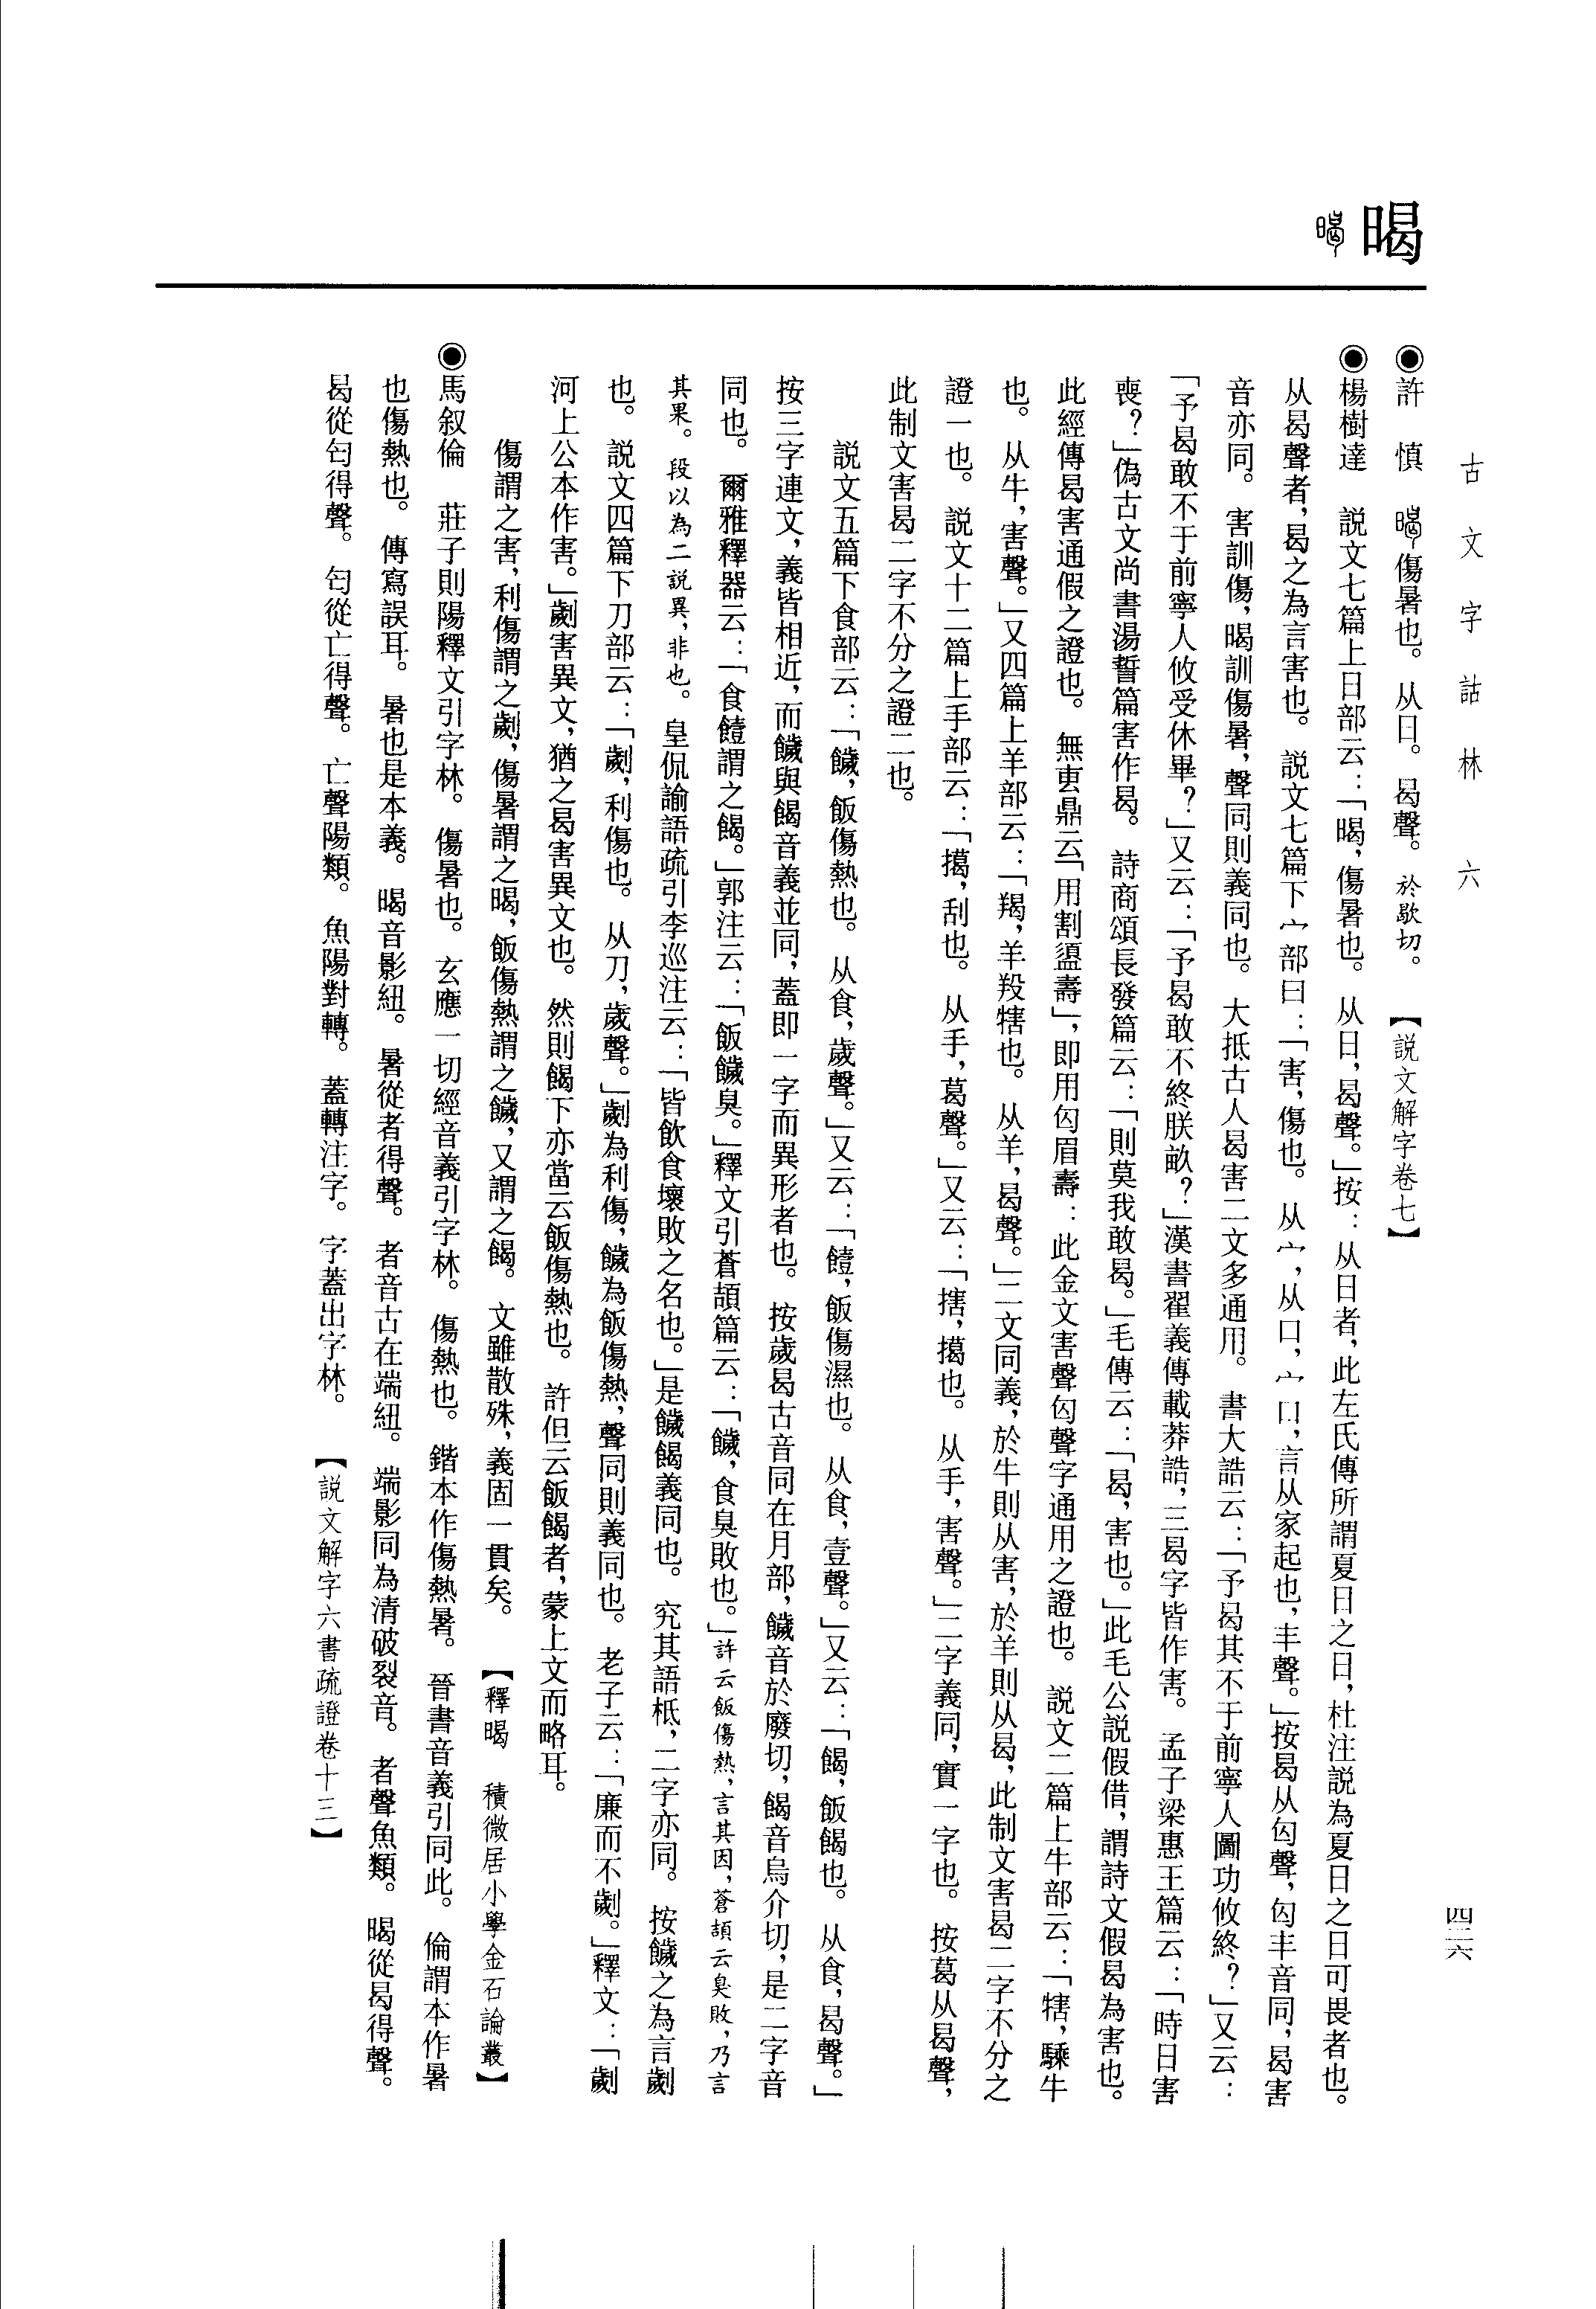 古文字詁林 六
四三六
暍
◉許 慎 傷暑也。从日。曷聲。於歇切。【説文解字卷七】
◉楊樹達 説文七篇上日部云：「暍，傷暑也。从日，曷聲。」按：从日者，此左氏傳所謂夏日之日，杜注説為夏日之日可畏者也。
从曷聲者，曷之為言害也。説文七篇下宀部曰：「害，傷也。从宀，从口，宀口，言从家起也，丯聲。」按曷从匃聲，匃丯音同，曷害
音亦同。害訓傷，暍訓傷暑，聲同則義同也。大抵古人曷害二文多通用。書大誥云：「予曷其不于前寧人圖功攸終？」又云：
「予曷敢不于前寧人攸受休畢？」又云：「予曷敢不終朕畝？」漢書翟義傳載莽誥，三曷字皆作害。孟子梁惠王篇云：「時日害
喪？」偽古文尚書湯誓篇害作曷。詩商頌長發篇云：「則莫我敢曷。」毛傳云：「曷，害也。」此毛公説假借，謂詩文假曷為害也。
此經傳曷害通假之證也。無叀鼎云「用割盨壽」，即用匃眉壽：此金文害聲匃聲字通用之證也。説文二篇上牛部云：「犗，騬牛
也。从牛，害聲。」又四篇上羊部云：「羯，羊羖犗也。从羊，曷聲。」二文同義，於牛則从害，於羊則从曷，此制文害曷二字不分之
證一也。説文十二篇上手部云：「擖，刮也。从手，葛聲。」又云：「搳，擖也。从手，害聲。」二字義同，實一字也。按葛从曷聲，
此制文害曷二字不分之證二也。
説文五篇下食部云：「饖，飯傷熱也。从食，歲聲。」又云：「饐，飯傷濕也。从食，壹聲。」又云：「餲，飯餲也。从食，曷聲。」
按三字連文，義皆相近，而饖與餲音義並同，蓋即一字而異形者也。按歲曷古音同在月部，饖音於廢切，餲音烏介切，是二字音
同也。爾雅釋器云：「食饐謂之餲。」郭注云：「飯饖臭。」釋文引蒼頡篇云：「饖，食臭敗也。」許云飯傷熱，言其因，蒼頡云臭敗，乃言
其果。段以為二説異，非也。皇侃論語疏引李巡注云：「皆飲食壞敗之名也。」是饖餲義同也。究其語柢，二字亦同。按饖之為言劌
也。説文四篇下刀部云：「劌，利傷也。从刀，歲聲。」劌為利傷，饖為飯傷熱，聲同則義同也。老子云：「廉而不劌。」釋文：「劌
河上公本作害。」劌害異文，猶之曷害異文也。然則餲下亦當云飯傷熱也。許但云飯餲者，蒙上文而略耳。
傷謂之害，利傷謂之劌，傷暑謂之暍，飯傷熱謂之饖，又謂之餲。文雖散殊，義固一貫矣。【釋暍 積微居小學金石論叢】
◉馬叙倫 莊子則陽釋文引字林。傷暑也。玄應一切經音義引字林。傷熱也。鍇本作傷熱暑。晉書音義引同此。倫謂本作暑
也傷熱也。傳寫誤耳。暑也是本義。暍音影紐。暑從者得聲。者音古在端紐。端影同為清破裂音。者聲魚類。暍從曷得聲。
曷從匃得聲。匃從亡得聲。亡聲陽類。魚陽對轉。蓋轉注字。字蓋出字林。【説文解字六書疏證卷十三】